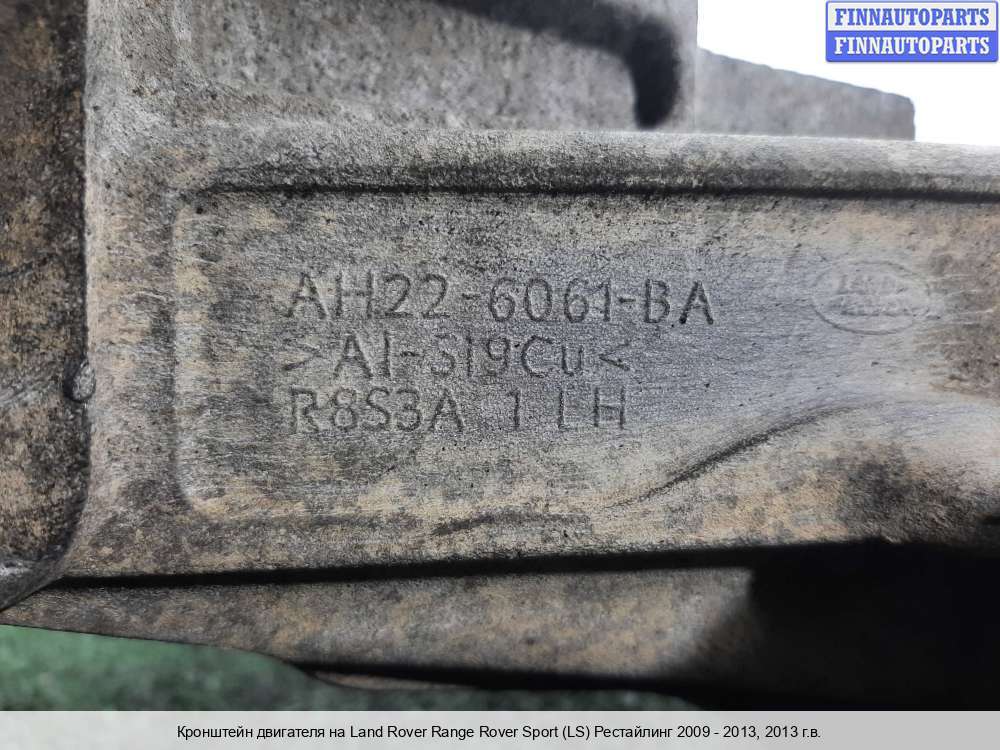 FINNAUTOPARTS
FINNAUTOPARTS
AH22-6061-BA
>Al-Si9Cu<
R8S3A 1 LH
Кронштейн двигателя на Land Rover Range Rover Sport (LS) Рестайлинг 2009 - 2013, 2013 г.в.